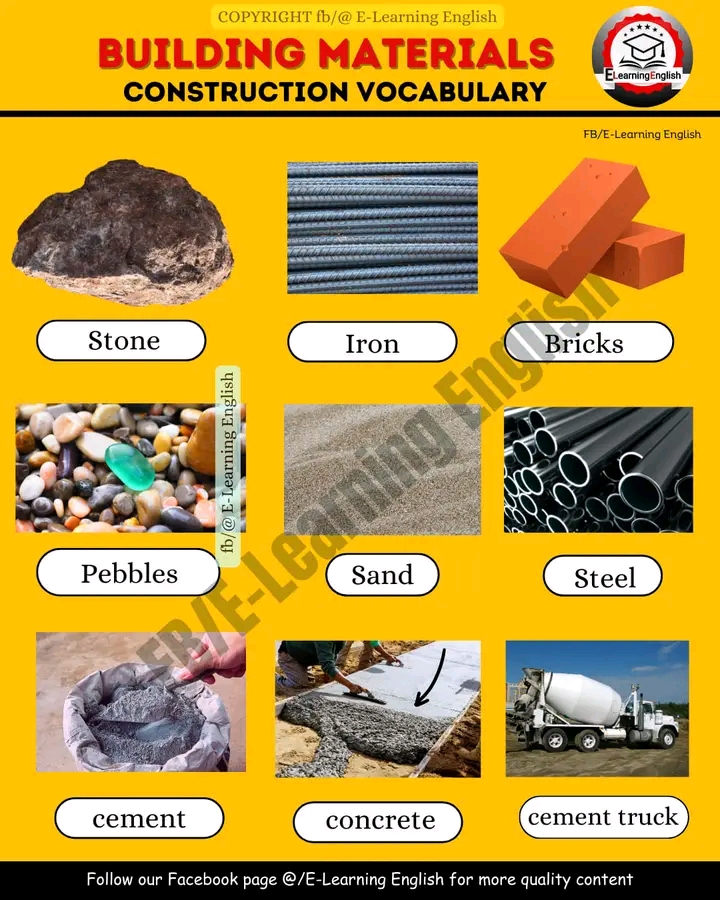 COPYRIGHT fb/@ E-Learning English
BUILDING MATERIALS
CONSTRUCTION VOCABULARY
ELearningEnglish
FB/E-Learning English
Stone
Iron
Bricks
fb/@ E-Learning English
FB/E-Learning English
Pebbles
Sand
Steel
cement
concrete
cement truck
Follow our Facebook page @/E-Learning English for more quality content